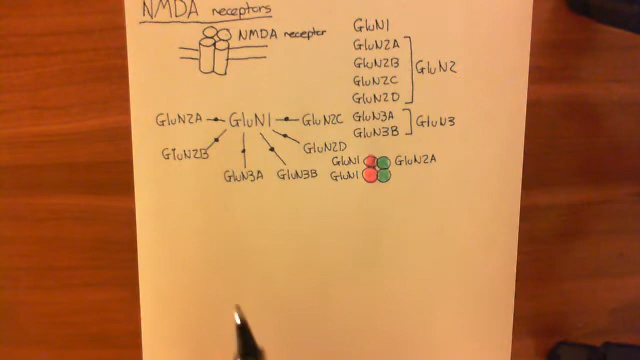 NMDA receptors
NMDA receptor
GluN1
GluN2A
GluN2B
GluN2C
GluN2D
GluN2
GluN3A
GluN3B
GluN3
GluN2A GluN1 GluN2C
GluN2B
GluN2D
GluN3A
GluN3B
GluN1 GluN2A
GluN1